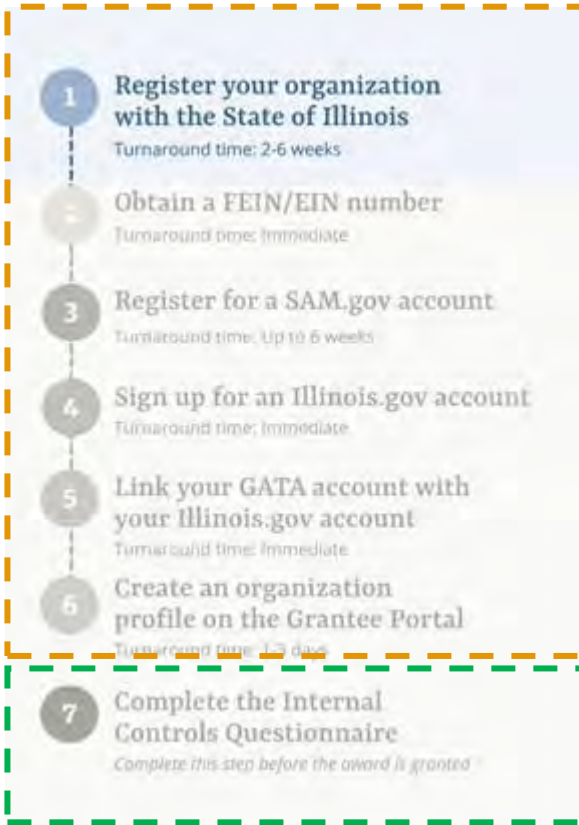 1
Register your organization
with the State of Illinois
Turnaround time: 2-6 weeks
2
Obtain a FEIN/EIN number
Turnaround time: Immediate
3
Register for a SAM.gov account
Turnaround time: Up to 6 weeks
4
Sign up for an Illinois.gov account
Turnaround time: Immediate
5
Link your GATA account with
your Illinois.gov account
Turnaround time: Immediate
6
Create an organization
profile on the Grantee Portal
Turnaround time: 1-3 days
7
Complete the Internal
Controls Questionnaire
Complete this step before the award is granted